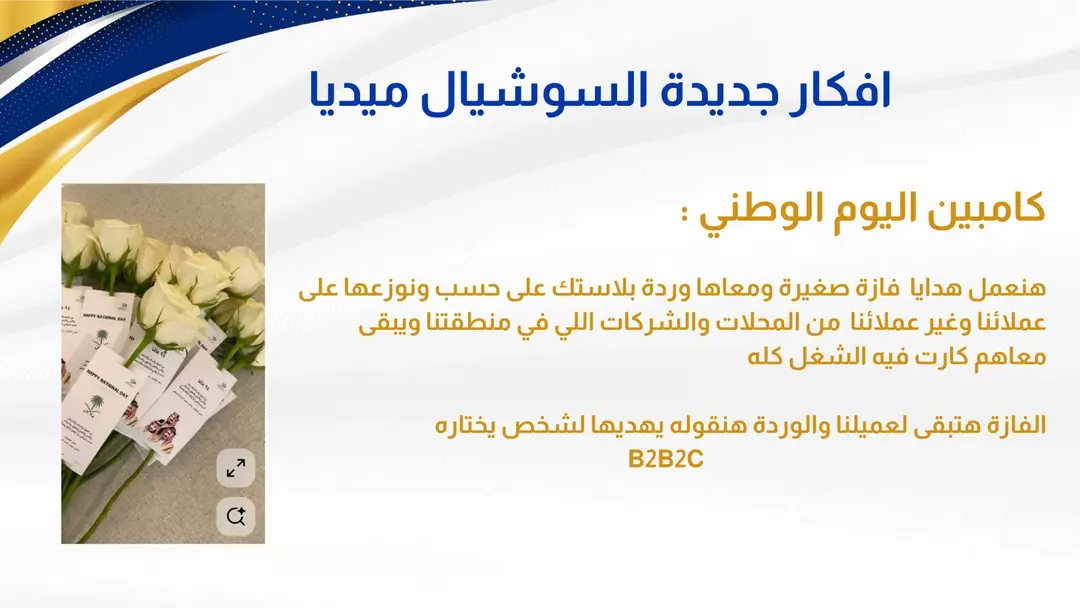 افكار جديدة السوشيال ميديا
كامبين اليوم الوطني :
هنعمل هدايا فازة صغيرة ومعاها وردة بلاستك على حسب ونوزعها على
عملائنا وغير عملائنا من المحلات والشركات اللي في منطقتنا ويبقى
معاهم كارت فيه الشغل كله
الفازة هتبقى لعميلنا والوردة هنقوله يهديها لشخص يختاره
B2B2C
HAPPY NATIONAL DAY
HAPPY NATIONAL DAY